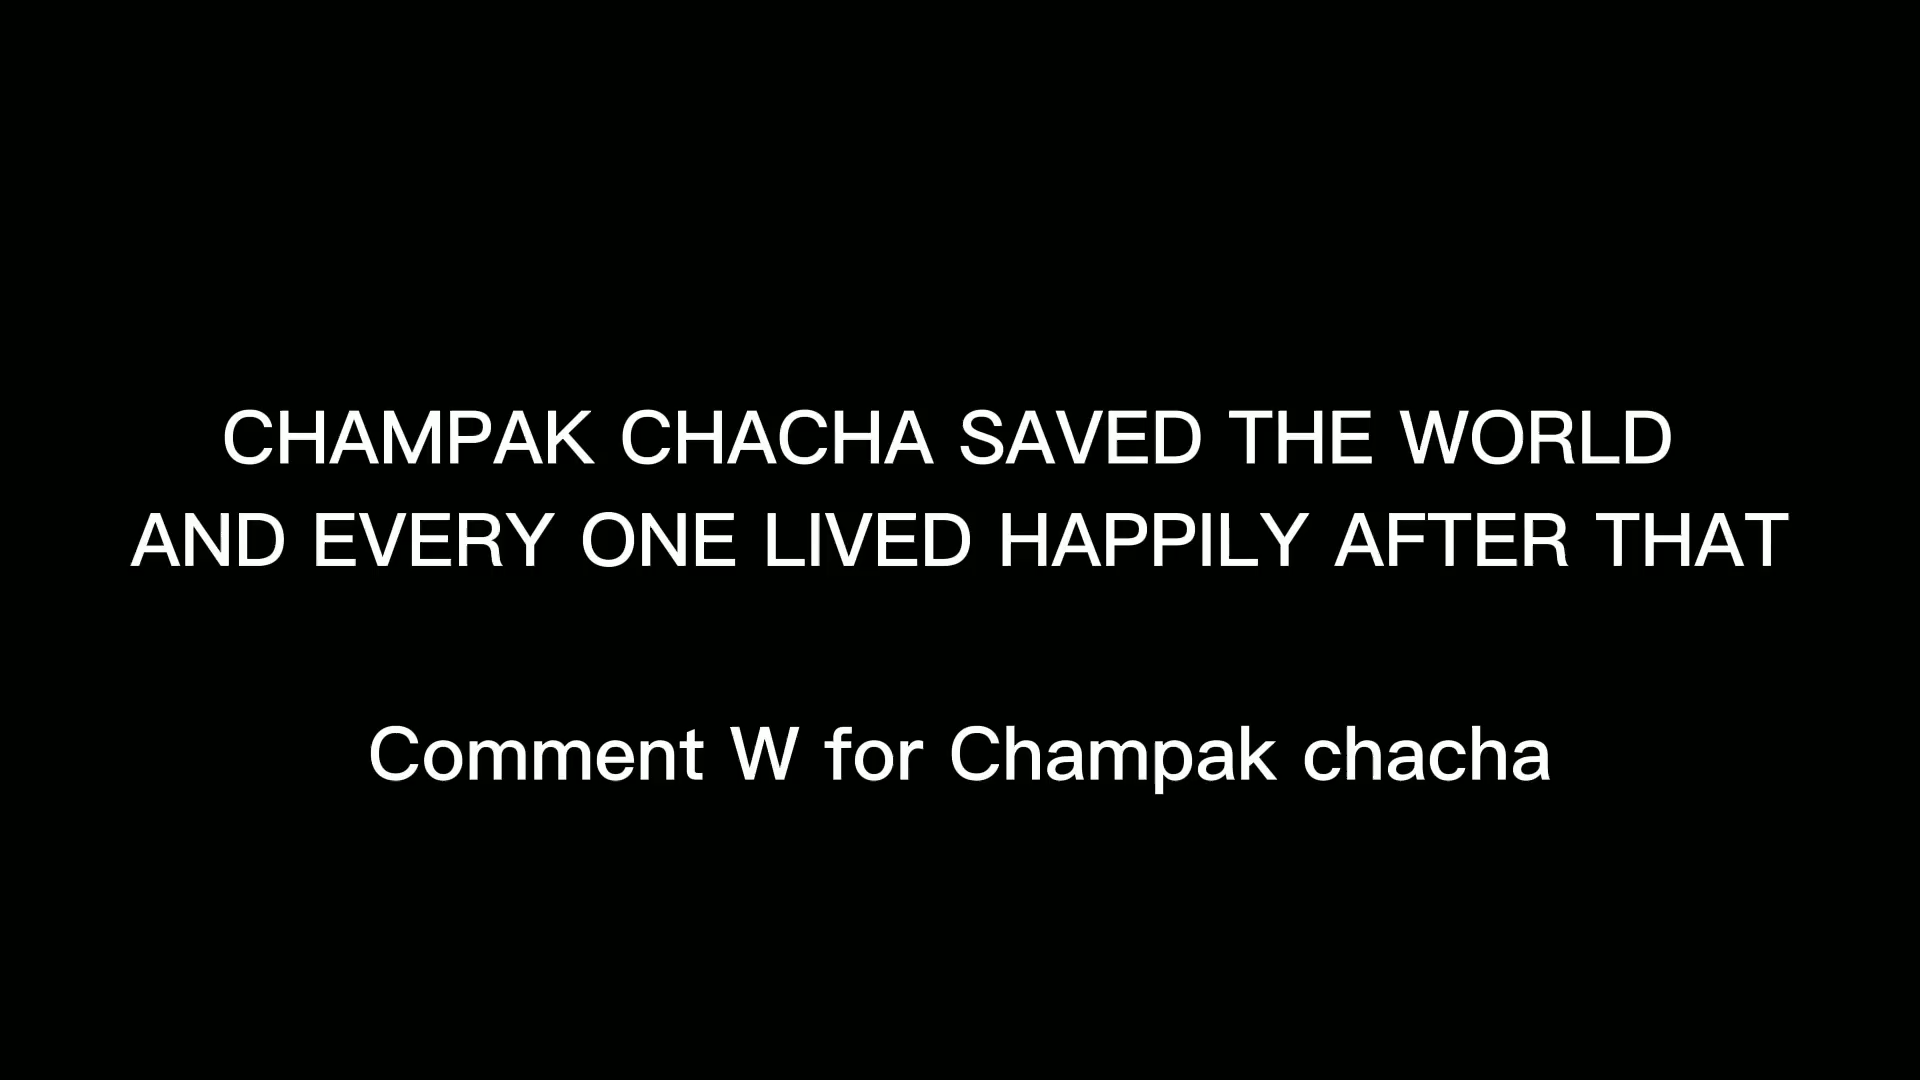 CHAMPAK CHACHA SAVED THE WORLD
AND EVERY ONE LIVED HAPPILY AFTER THAT
Comment W for Champak chacha